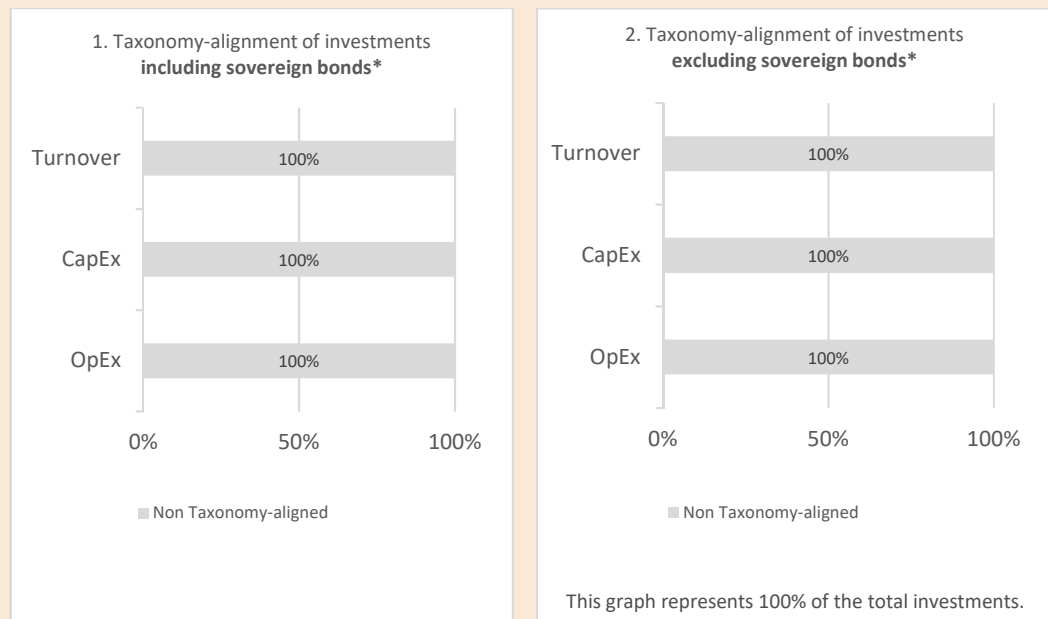 1. Taxonomy-alignment of investments
including sovereign bonds*
Turnover
100%
CapEx
100%
OpEx
100%
0%
50%
100%
Non Taxonomy-aligned
2. Taxonomy-alignment of investments
excluding sovereign bonds*
Turnover
100%
CapEx
100%
OpEx
100%
0%
50%
100%
Non Taxonomy-aligned
This graph represents 100% of the total investments.